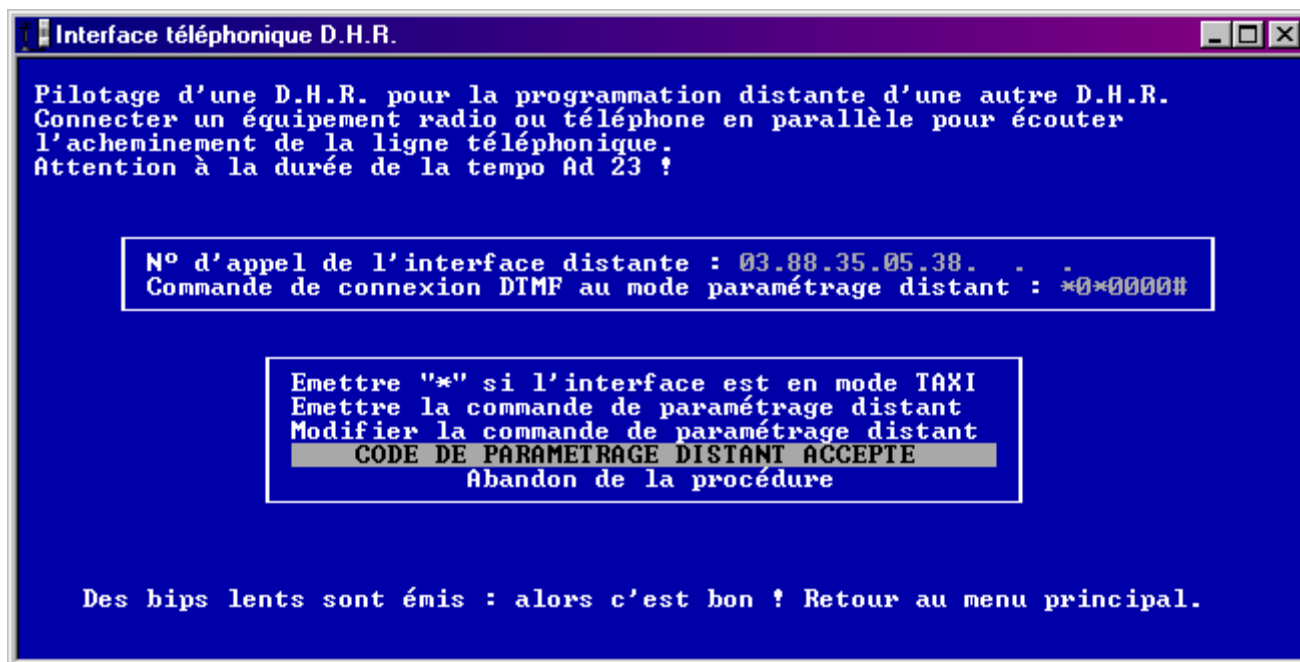 Interface téléphonique D.H.R.
Pilotage d'une D.H.R. pour la programmation distante d'une autre D.H.R.
Connecter un équipement radio ou téléphone en parallèle pour écouter
l'acheminement de la ligne téléphonique.
Attention à la durée de la tempo Ad 23 !
Nº d'appel de l'interface distante : 03.88.35.05.38. . .
Commande de connexion DTMF au mode paramétrage distant : *0*0000#
Emettre "*" si l'interface est en mode TAXI
Emettre la commande de paramétrage distant
Modifier la commande de paramétrage distant
CODE DE PARAMETRAGE DISTANT ACCEPTE
Abandon de la procédure
Des bips lents sont émis : alors c'est bon ! Retour au menu principal.